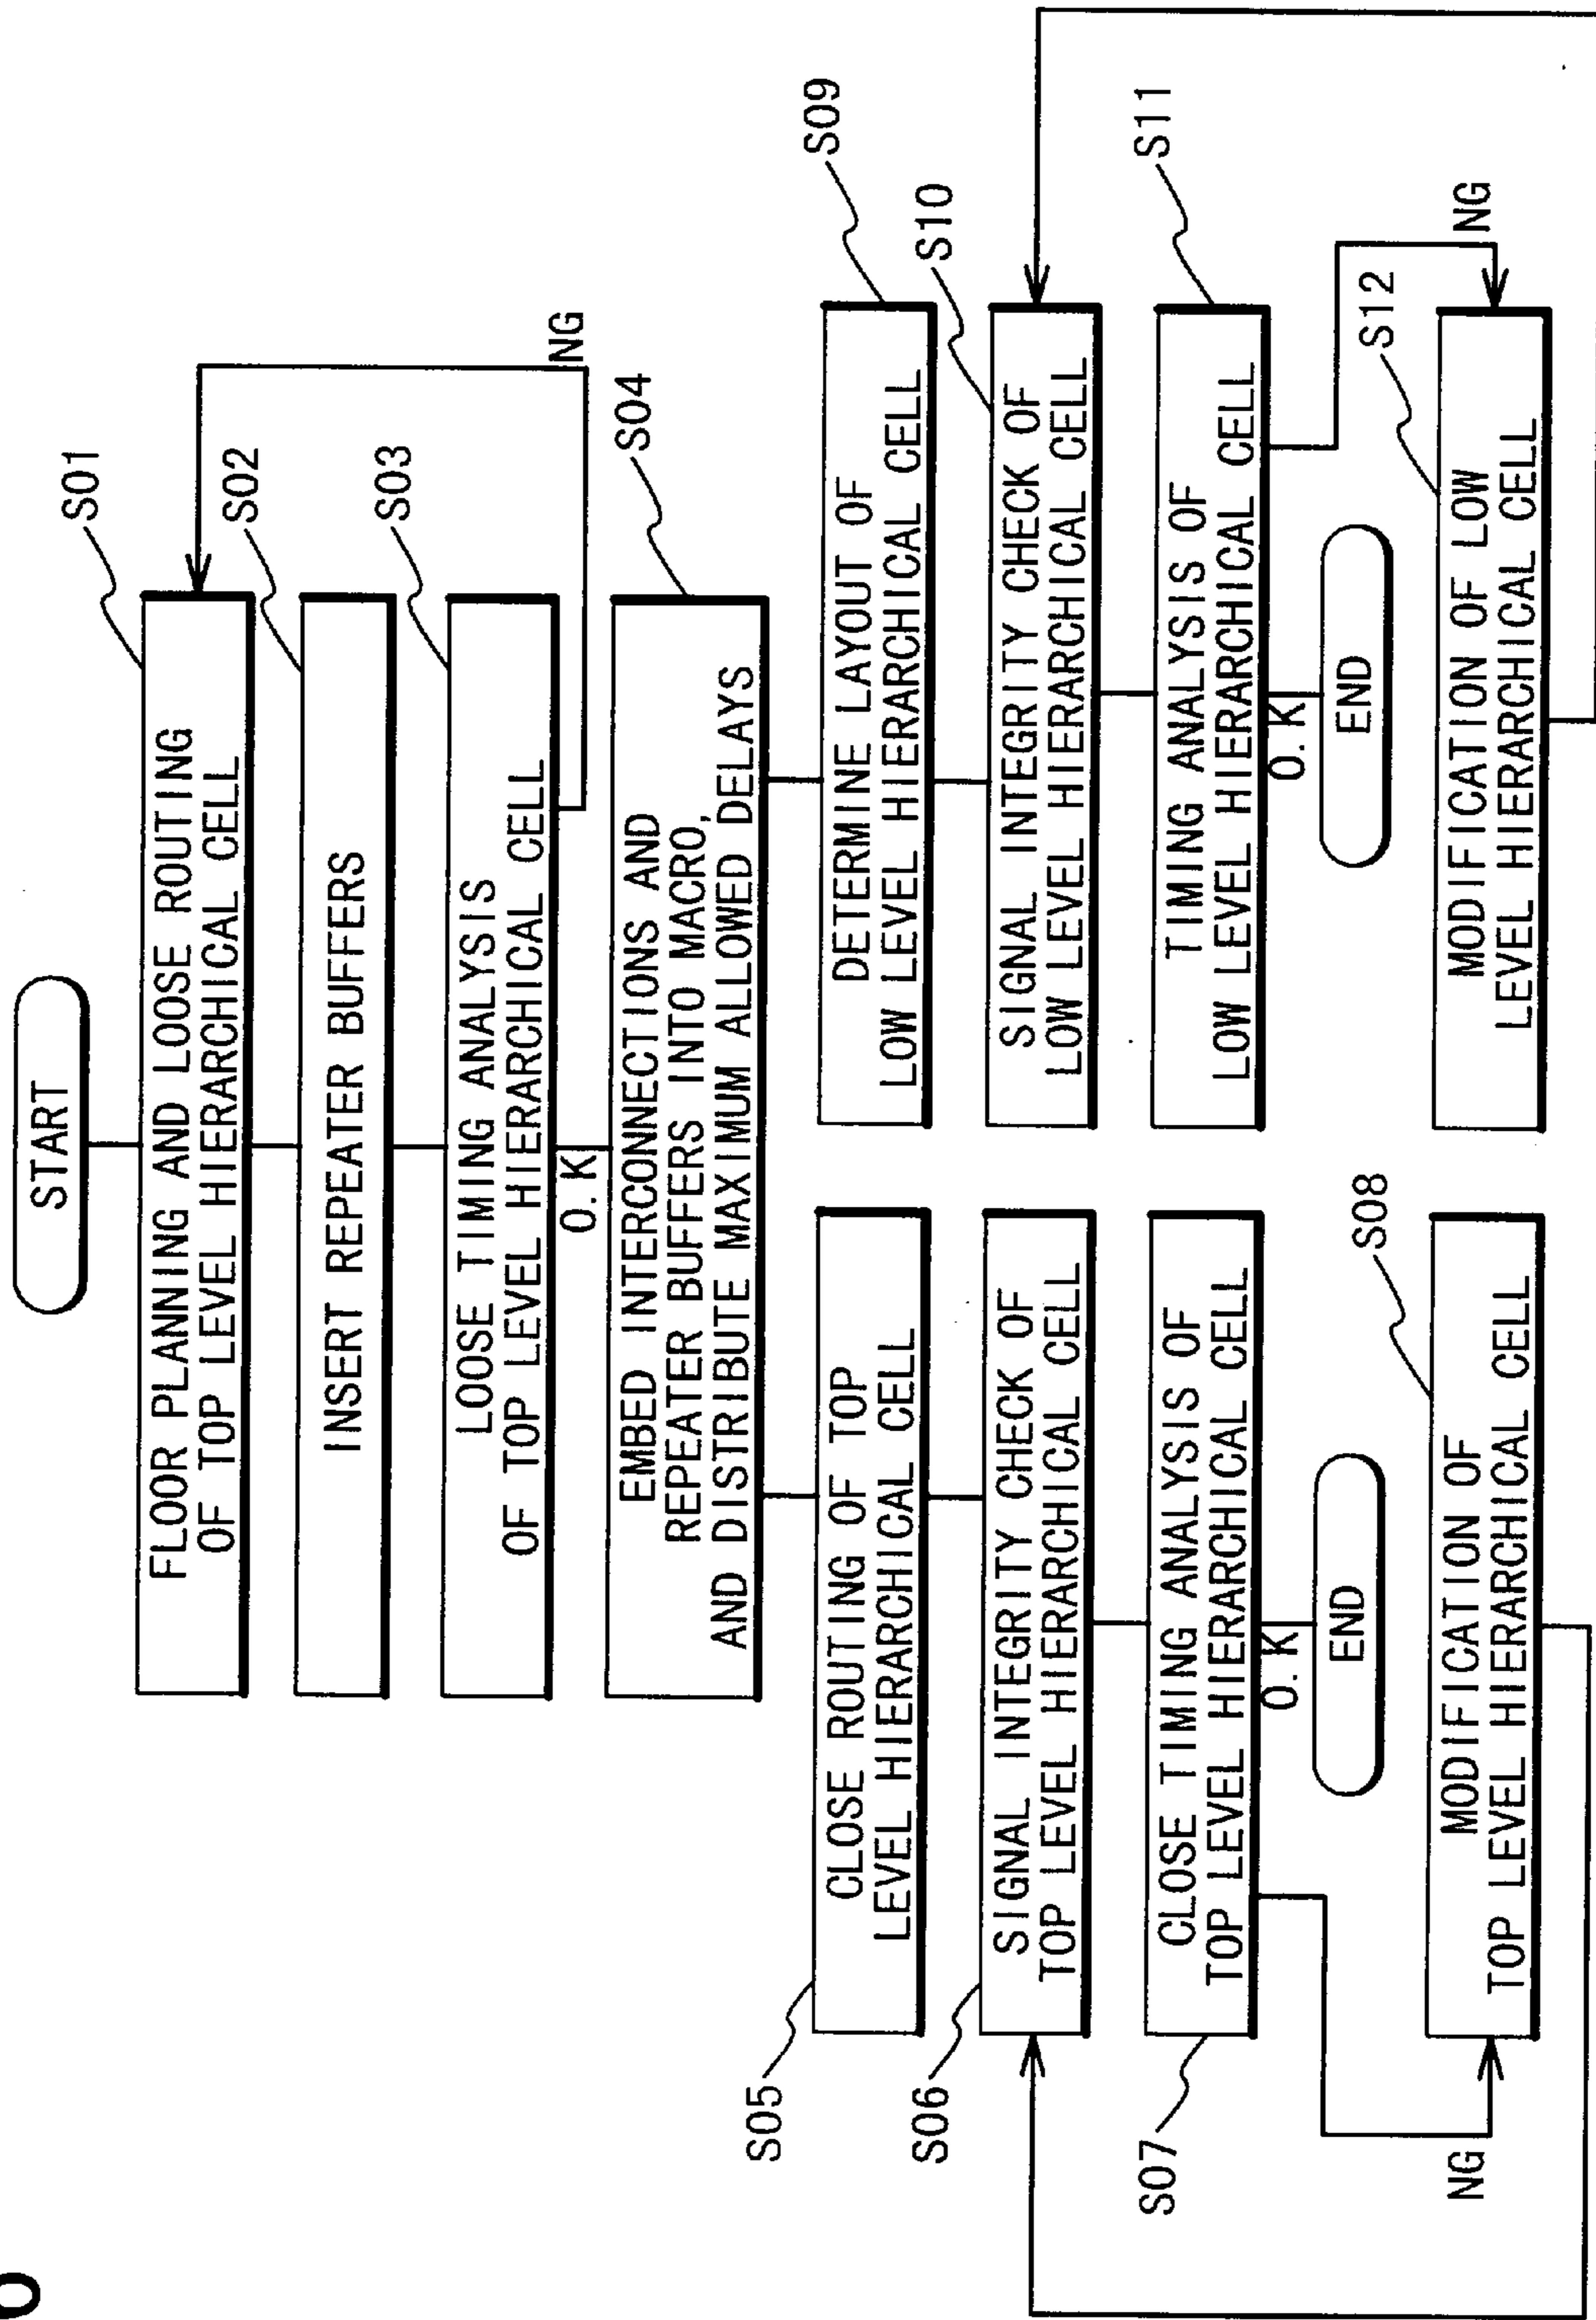 START
S01
FLOOR PLANNING AND LOOSE ROUTING
OF TOP LEVEL HIERARCHICAL CELL
S02
INSERT REPEATER BUFFERS
S03
LOOSE TIMING ANALYSIS
OF TOP LEVEL HIERARCHICAL CELL
NG
O.K
S04
EMBED INTERCONNECTIONS AND
REPEATER BUFFERS INTO MACRO,
AND DISTRIBUTE MAXIMUM ALLOWED DELAYS
S05
CLOSE ROUTING OF TOP
LEVEL HIERARCHICAL CELL
S06
SIGNAL INTEGRITY CHECK OF
TOP LEVEL HIERARCHICAL CELL
S07
CLOSE TIMING ANALYSIS OF
TOP LEVEL HIERARCHICAL CELL
O.K
END
NG
S08
MODIFICATION OF
TOP LEVEL HIERARCHICAL CELL
S09
DETERMINE LAYOUT OF
LOW LEVEL HIERARCHICAL CELL
S10
SIGNAL INTEGRITY CHECK OF
LOW LEVEL HIERARCHICAL CELL
S11
TIMING ANALYSIS OF
LOW LEVEL HIERARCHICAL CELL
O.K
END
NG
S12
MODIFICATION OF LOW
LEVEL HIERARCHICAL CELL